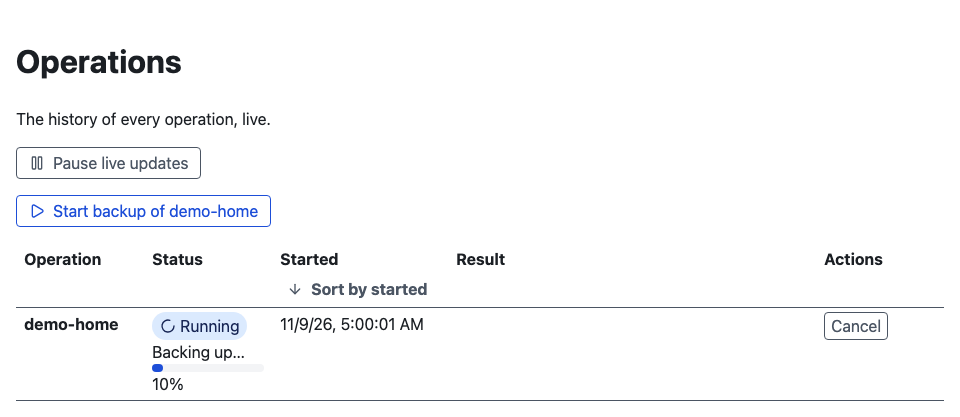 Operations
The history of every operation, live.
Pause live updates
Start backup of demo-home
Operation Status Started Result Actions
Sort by started
demo-home Running 11/9/26, 5:00:01 AM Cancel
Backing up...
10%